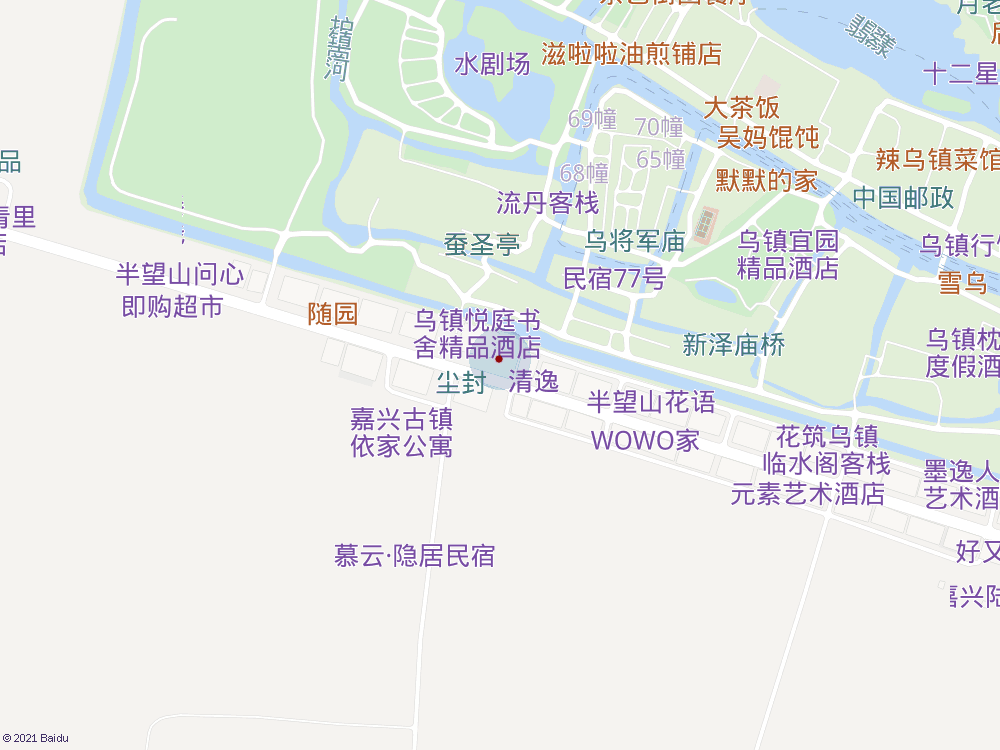 滋啦啦油煎铺店
水剧场
十二星
大茶饭
69幢
70幢
吴妈馄饨
65幢
68幢
辣乌镇菜馆
品
默默的家
中国邮政
流丹客栈
青里
蚕圣亭
乌将军庙
乌镇宜园
精品酒店
乌镇行
半望山问心
即购超市
民宿77号
雪乌
随园
乌镇悦庭书
舍精品酒店
新泽庙桥
乌镇枕
度假酒
尘封
清逸
半望山花语
嘉兴古镇
依家公寓
WOWO家
花筑乌镇
临水阁客栈
墨逸人
艺术酒
元素艺术酒店
慕云·隐居民宿
好又
嘉兴陆
© 2021 Baidu